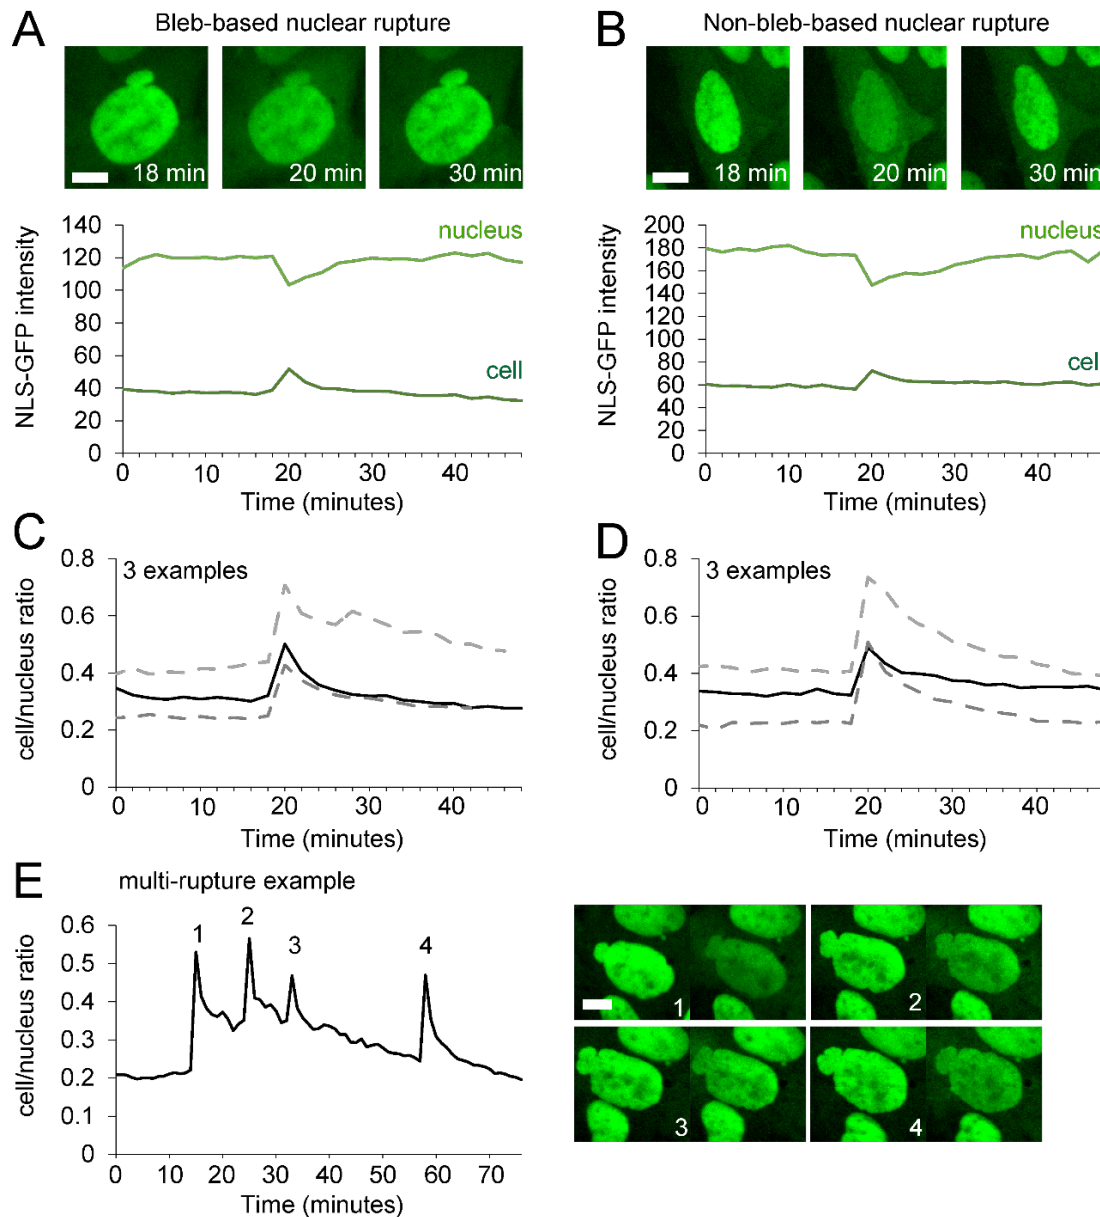 A
Bleb-based nuclear rupture
18 min
20 min
30 min
NLS-GFP intensity
140
120
100
80
60
40
20
0
nucleus
cell
0 10 20 30 40
Time (minutes)
B
Non-bleb-based nuclear rupture
18 min
20 min
30 min
NLS-GFP intensity
200
180
160
140
120
100
80
60
40
20
0
nucleus
cell
0 10 20 30 40
Time (minutes)
C
3 examples
cell/nucleus ratio
0.8
0.6
0.4
0.2
0
0 10 20 30 40
Time (minutes)
D
3 examples
cell/nucleus ratio
0.8
0.6
0.4
0.2
0
0 10 20 30 40
Time (minutes)
E
multi-rupture example
cell/nucleus ratio
0.6
0.5
0.4
0.3
0.2
0.1
0
1
2
3
4
0 10 20 30 40 50 60 70
Time (minutes)
1
2
3
4